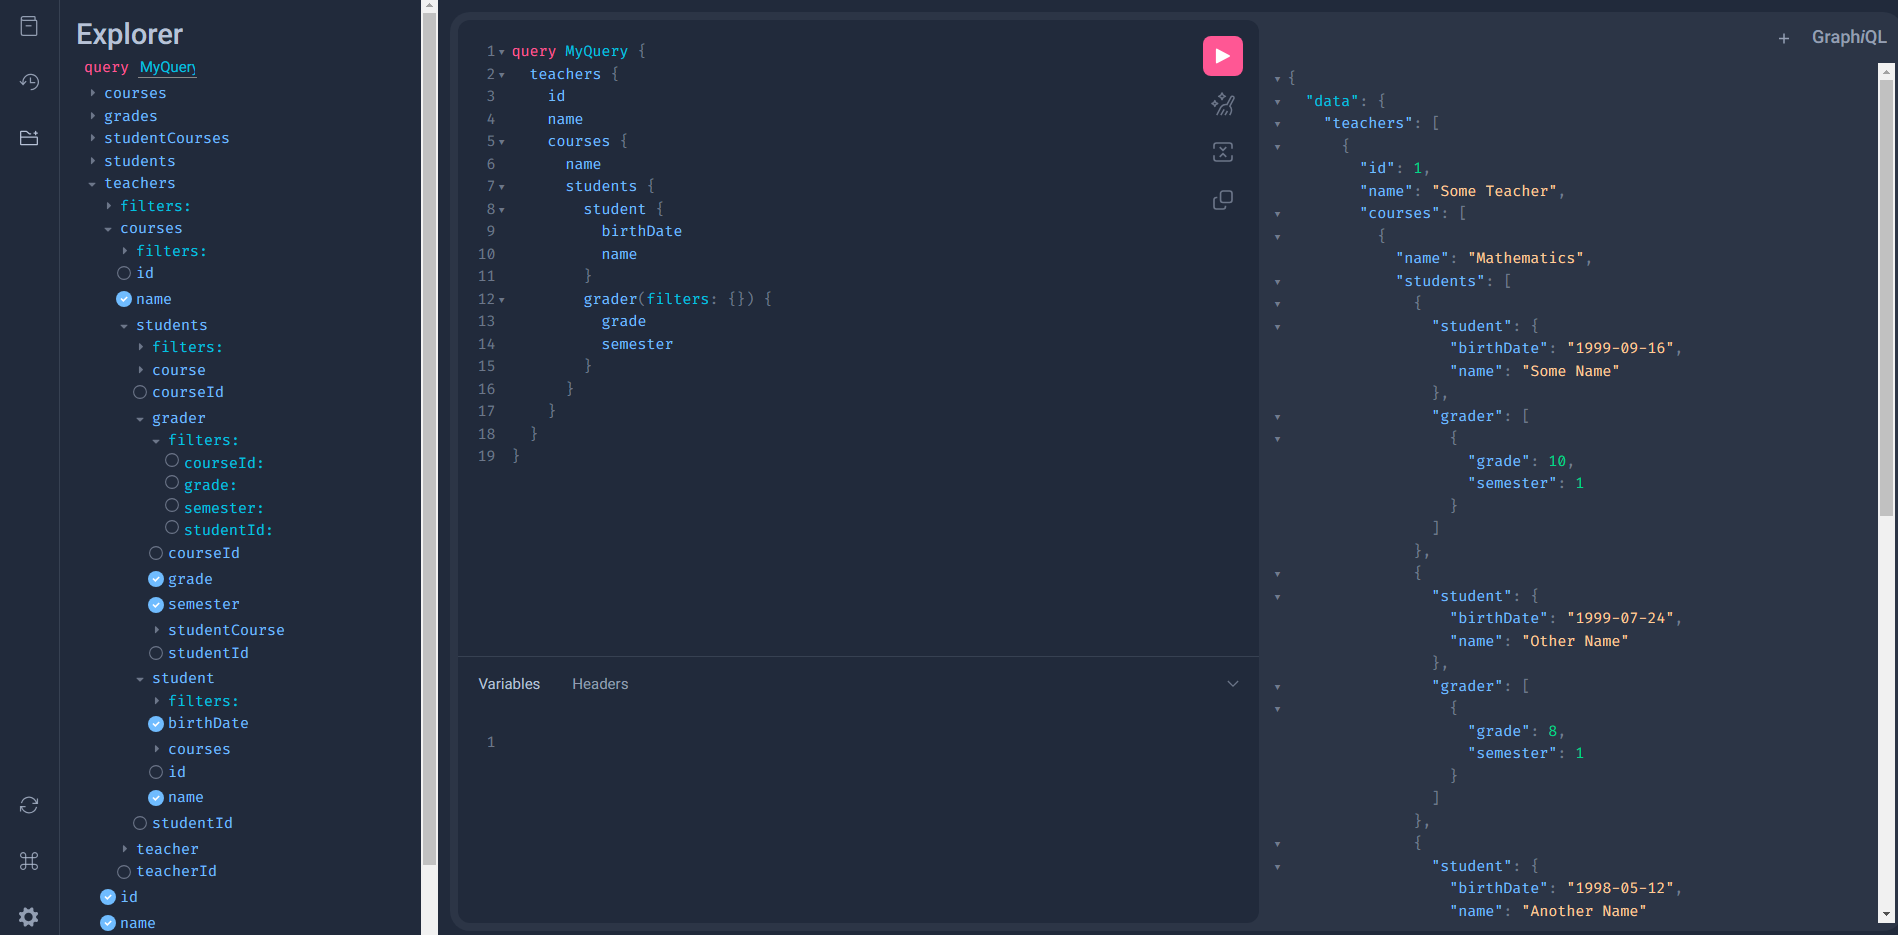 Explorer
query MyQuery
courses
grades
studentCourses
students
teachers
filters:
courses
filters:
id
name
students
filters:
course
courseId
grader
filters:
courseId:
grade:
semester:
studentId:
courseId
grade
semester
studentCourse
studentId
student
filters:
birthDate
courses
id
name
studentId
teacher
teacherId
id
name
1 query MyQuery {
2 teachers {
3 id
4 name
5 courses {
6 name
7 students {
8 student {
9 birthDate
10 name
11 }
12 grader(filters: {}) {
13 grade
14 semester
15 }
16 }
17 }
18 }
19 }
Variables Headers
1
+ GraphiQL
{
"data": {
"teachers": [
{
"id": 1,
"name": "Some Teacher",
"courses": [
{
"name": "Mathematics",
"students": [
{
"student": {
"birthDate": "1999-09-16",
"name": "Some Name"
},
"grader": [
{
"grade": 10,
"semester": 1
}
]
},
{
"student": {
"birthDate": "1999-07-24",
"name": "Other Name"
},
"grader": [
{
"grade": 8,
"semester": 1
}
]
},
{
"student": {
"birthDate": "1998-05-12",
"name": "Another Name"